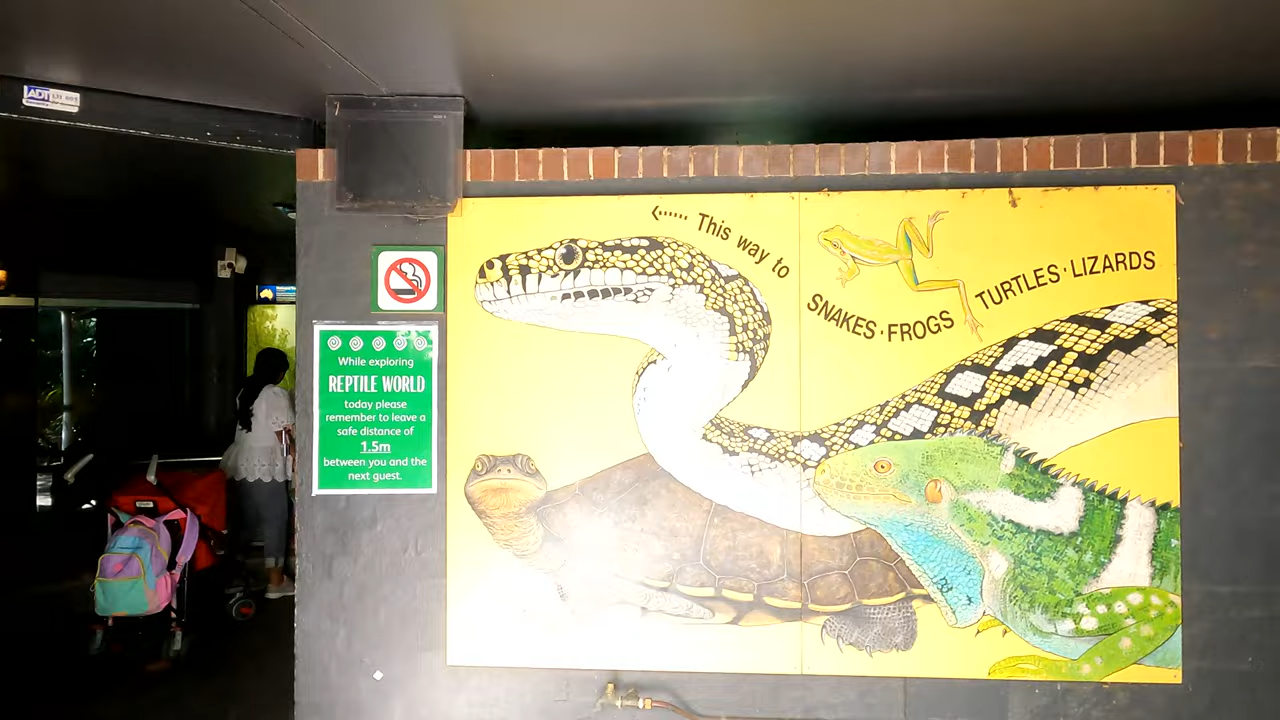 ADT
This way to
SNAKES·FROGS
TURTLES·LIZARDS
While exploring
REPTILE WORLD
today please
remember to leave a
safe distance of
1.5m
between you and the
next guest.